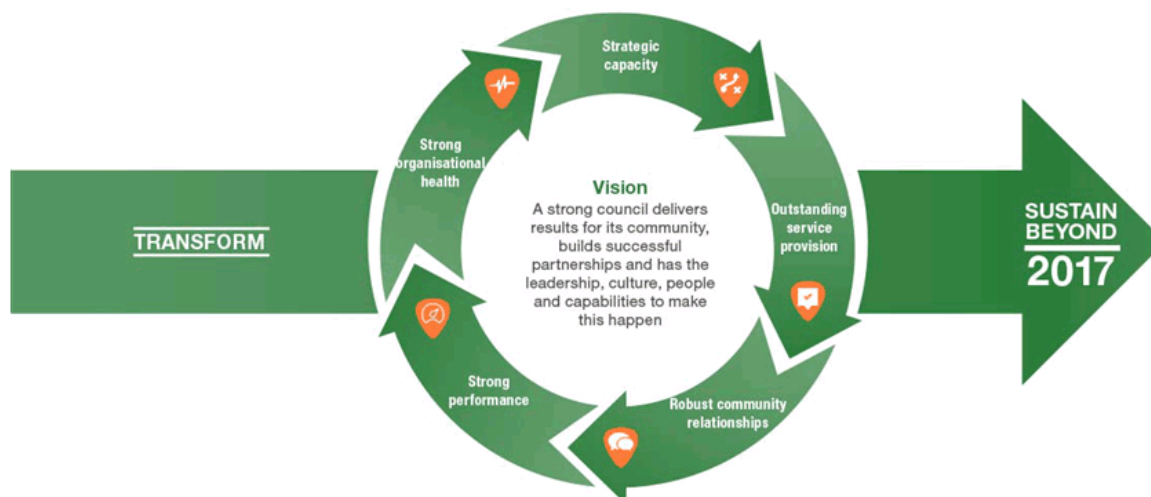 TRANSFORM
Strong
organisational
health
Strategic
capacity
Outstanding
service
provision
Robust community
relationships
Strong
performance
Vision
A strong council delivers
results for its community,
builds successful
partnerships and has the
leadership, culture, people
and capabilities to make
this happen
SUSTAIN
BEYOND
2017